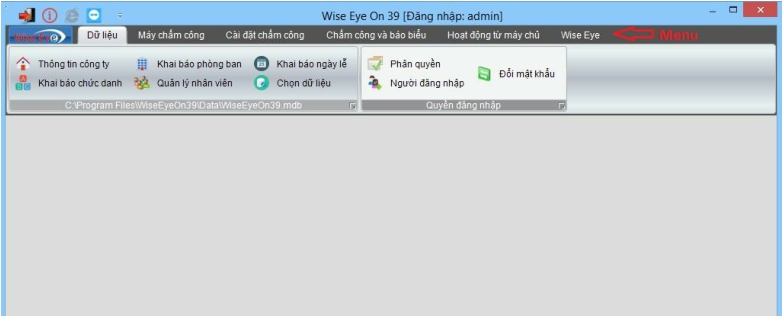 Wise Eye On 39 [Đăng nhập: admin]
Wise Eye Dữ liệu Máy chấm công Cài đặt chấm công Chấm công và báo biểu Hoạt động từ máy chủ Wise Eye Menu
Thông tin công ty Khai báo phòng ban Khai báo ngày lễ Phân quyền
Đổi mật khẩu
Khai báo chức danh Quản lý nhân viên Chọn dữ liệu Người đăng nhập
C:\Program Files\WiseEyeOn39\Data\WiseEyeOn39.mdb Quyền đăng nhập